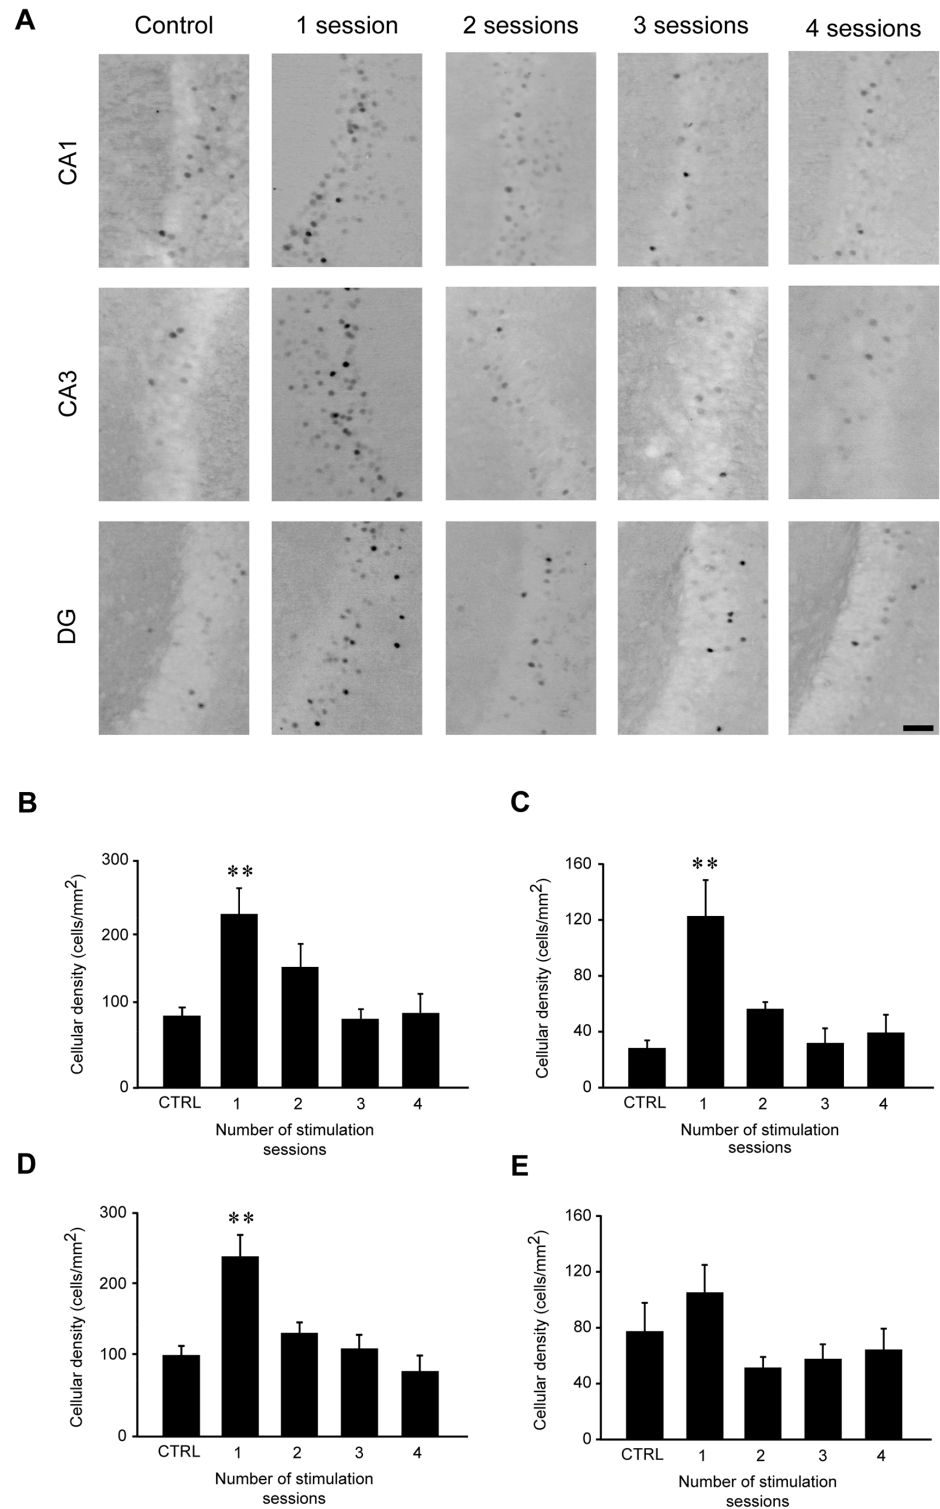 A
Control 1 session 2 sessions 3 sessions 4 sessions
CA1
CA3
DG
B
300
200
100
0
Cellular density (cells/mm2)
**
CTRL 1 2 3 4
Number of stimulation
sessions
C
160
120
80
40
0
Cellular density (cells/mm2)
**
CTRL 1 2 3 4
Number of stimulation
sessions
D
300
200
100
0
Cellular density (cells/mm2)
**
CTRL 1 2 3 4
Number of stimulation
sessions
E
160
120
80
40
0
Cellular density (cells/mm2)
CTRL 1 2 3 4
Number of stimulation
sessions